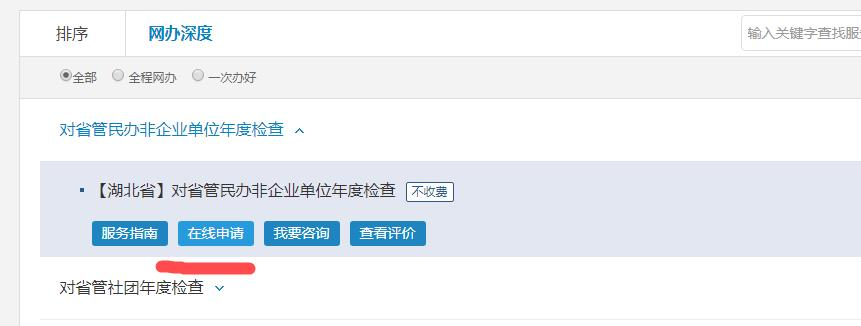 排序 网办深度 输入关键字查找服
全部 全程网办 一次办好
对省管民办非企业单位年度检查
【湖北省】对省管民办非企业单位年度检查 不收费
服务指南 在线申请 我要咨询 查看评价
对省管社团年度检查